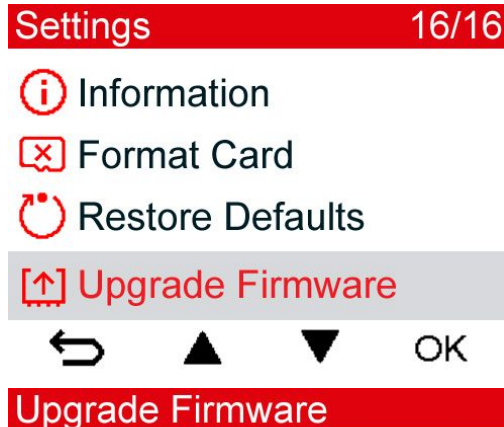 Settings 16/16
Information
Format Card
Restore Defaults
Upgrade Firmware
OK
Upgrade Firmware